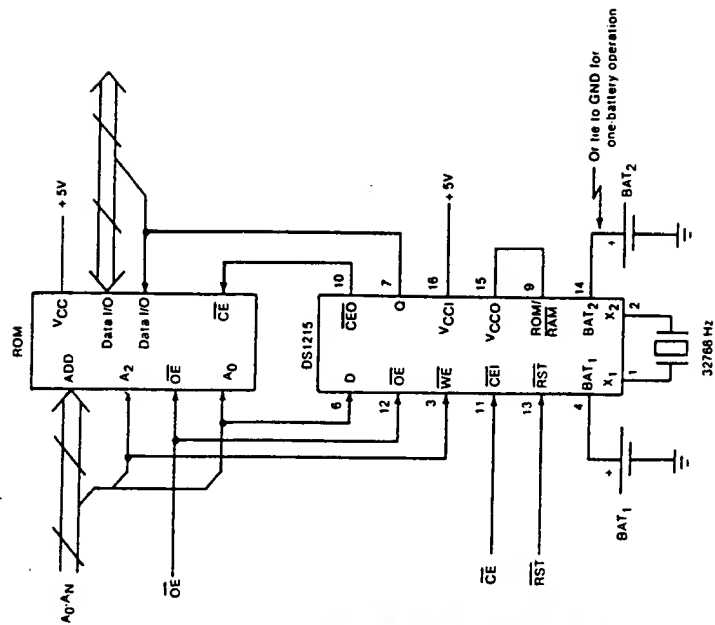 ROM
A0-AN
ADD
VCC
+ 5V
A2
Data I/O
Data I/O
OE
OE
A0
CE
DS1215
6
D
CEO
10
12
OE
Q
7
3
WE
VCCI
16
+ 5V
11
CEI
CE
VCCO
15
13
RST
RST
ROM/
RAM
9
4
BAT1
BAT2
14
X1
X2
1
2
+
BAT1
+
BAT2
32768 Hz
Or tie to GND for
one-battery operation